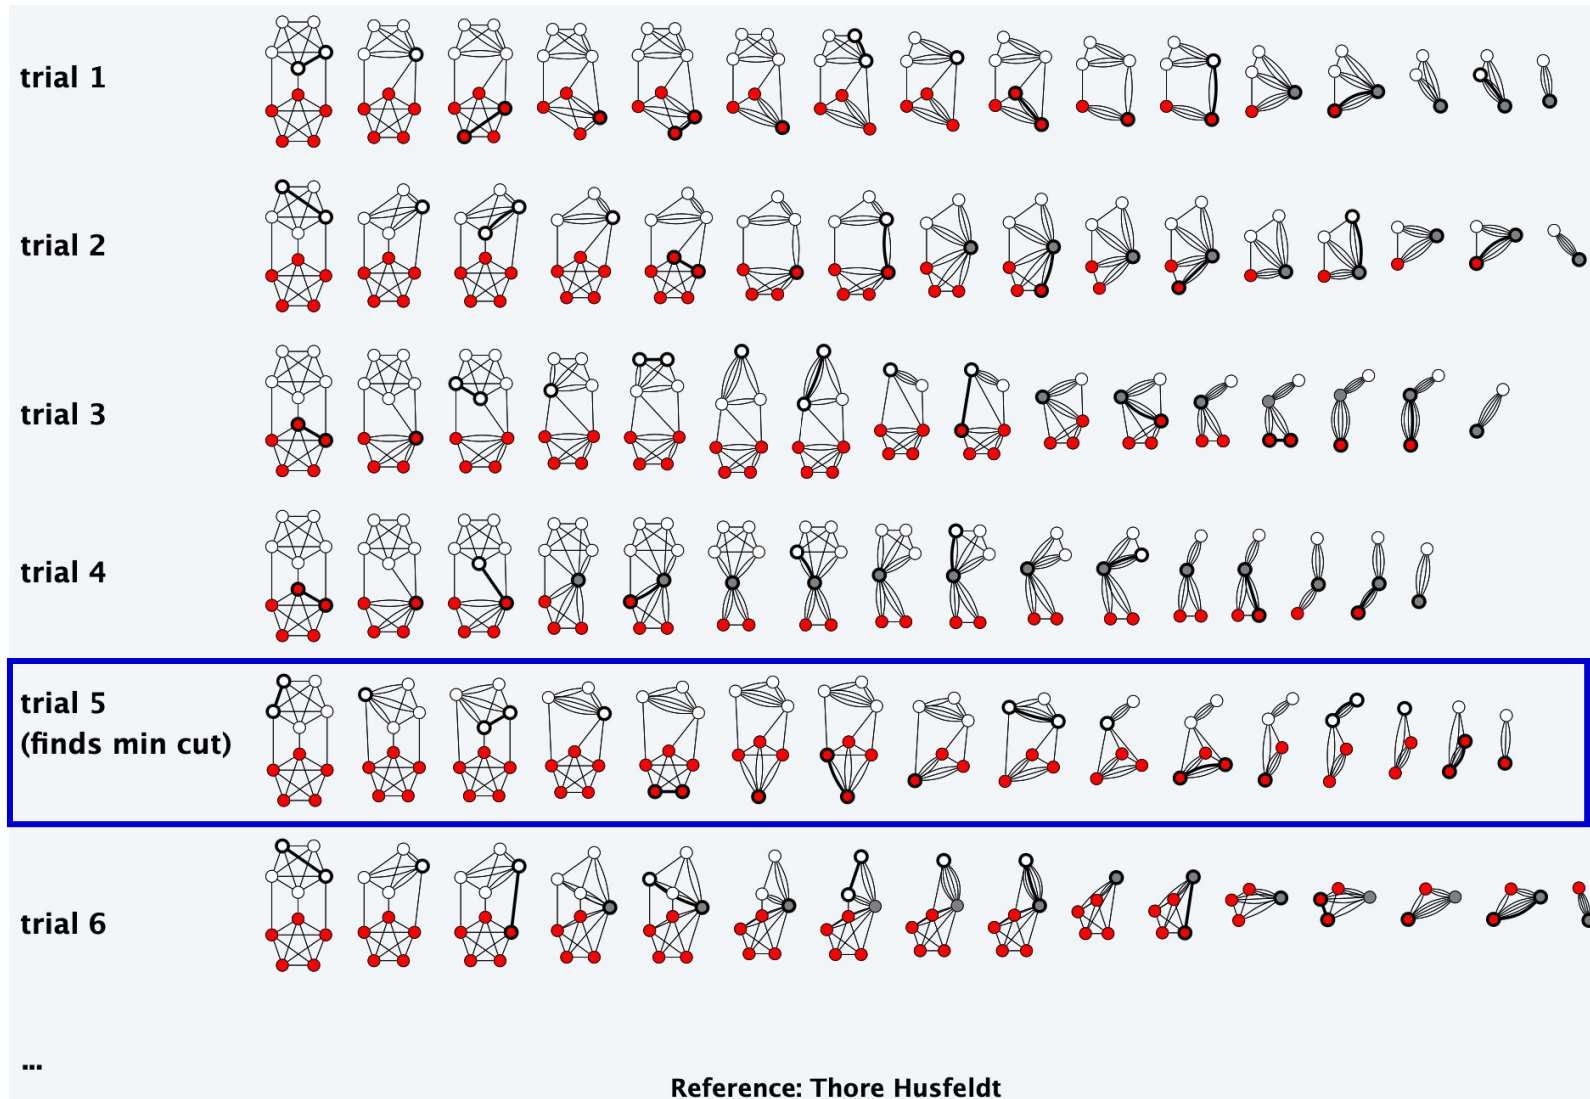 trial 1
trial 2
trial 3
trial 4
trial 5
(finds min cut)
trial 6
...
Reference: Thore Husfeldt